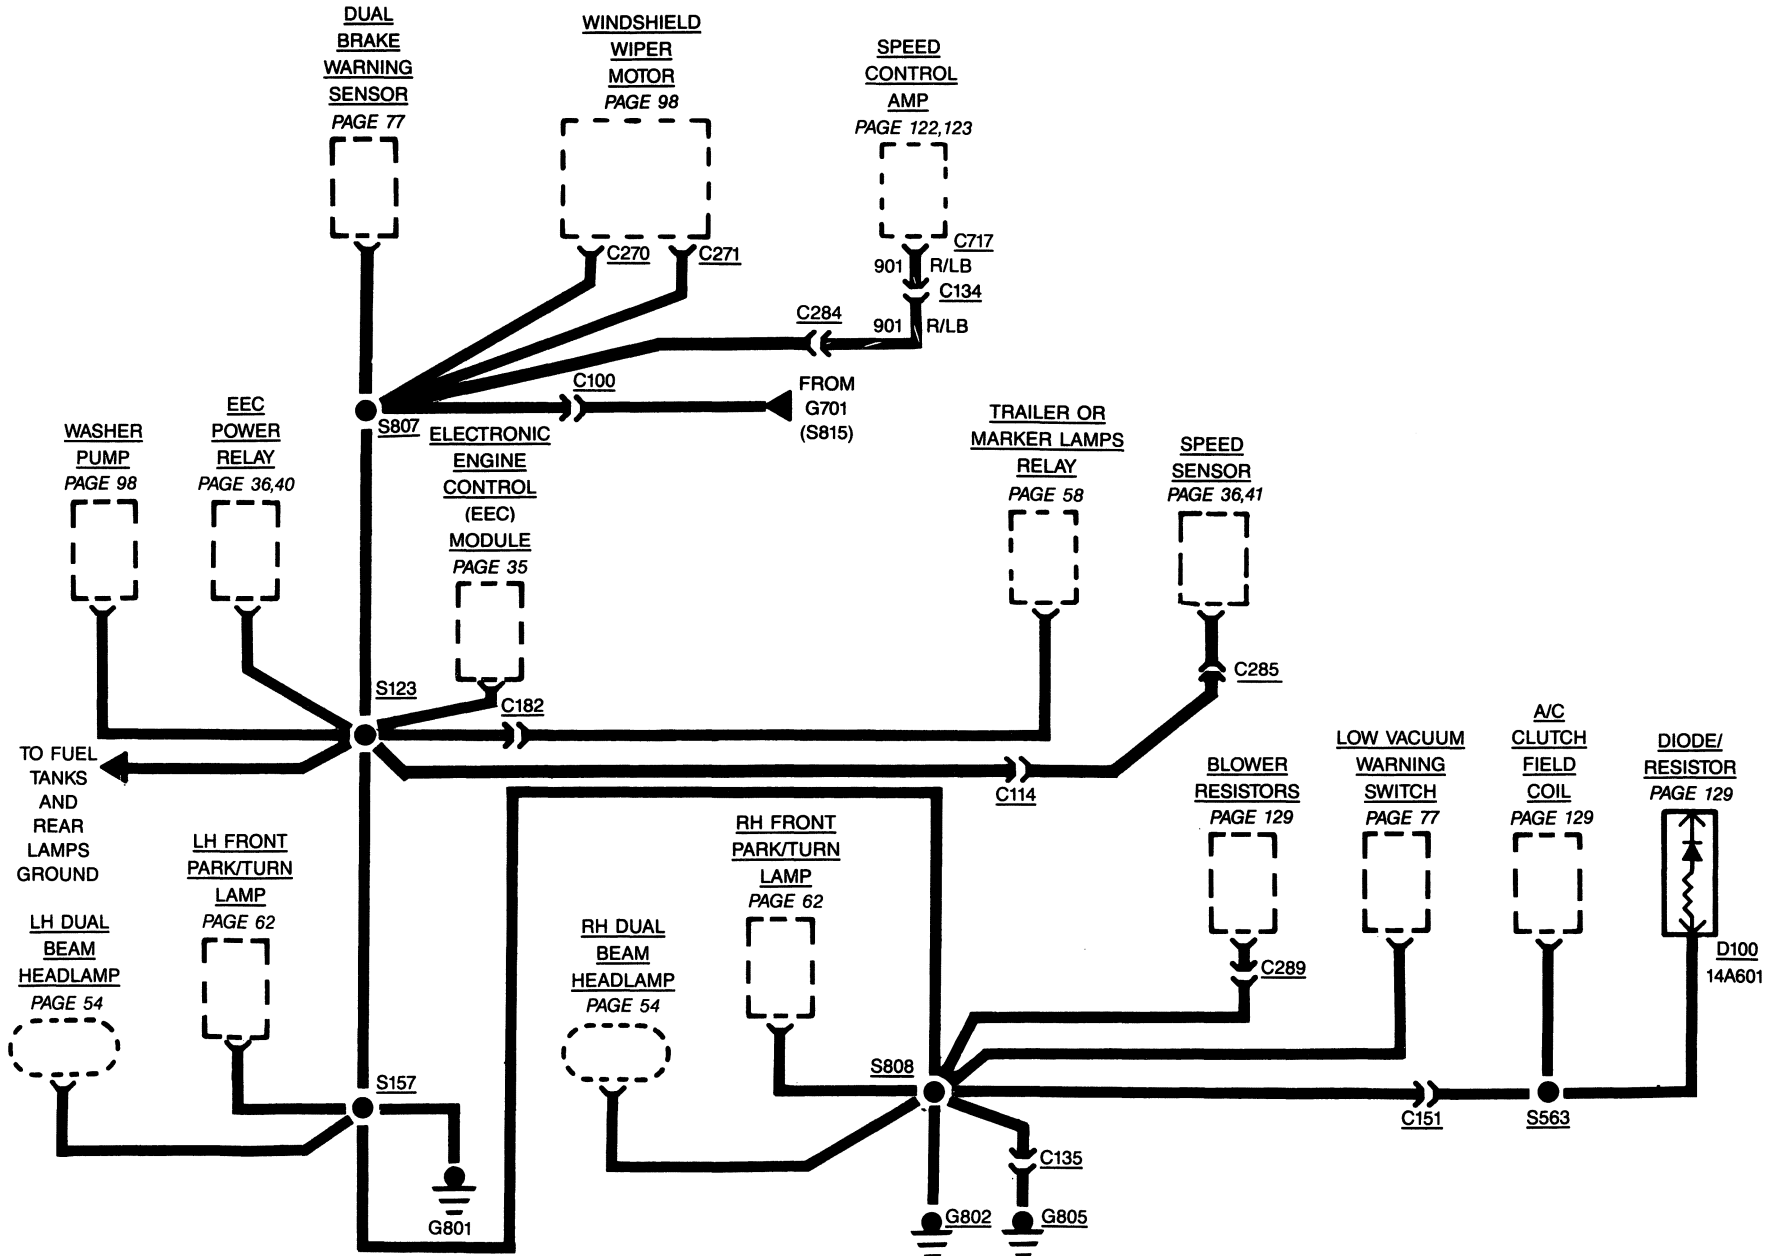 DUAL
BRAKE
WARNING
SENSOR
PAGE 77
WINDSHIELD
WIPER
MOTOR
PAGE 98
SPEED
CONTROL
AMP
PAGE 122,123
C270
C271
C717
901 R/LB
C134
901 R/LB
C284
C100
FROM
G701
(S815)
S807
WASHER
PUMP
PAGE 98
EEC
POWER
RELAY
PAGE 36,40
ELECTRONIC
ENGINE
CONTROL
(EEC)
MODULE
PAGE 35
TRAILER OR
MARKER LAMPS
RELAY
PAGE 58
SPEED
SENSOR
PAGE 36,41
C285
S123
C182
C114
TO FUEL
TANKS
AND
REAR
LAMPS
GROUND
LH FRONT
PARK/TURN
LAMP
PAGE 62
LH DUAL
BEAM
HEADLAMP
PAGE 54
RH FRONT
PARK/TURN
LAMP
PAGE 62
RH DUAL
BEAM
HEADLAMP
PAGE 54
BLOWER
RESISTORS
PAGE 129
LOW VACUUM
WARNING
SWITCH
PAGE 77
A/C
CLUTCH
FIELD
COIL
PAGE 129
DIODE/
RESISTOR
PAGE 129
D100
14A601
C289
S157
S808
C151
S563
C135
G801
G802
G805